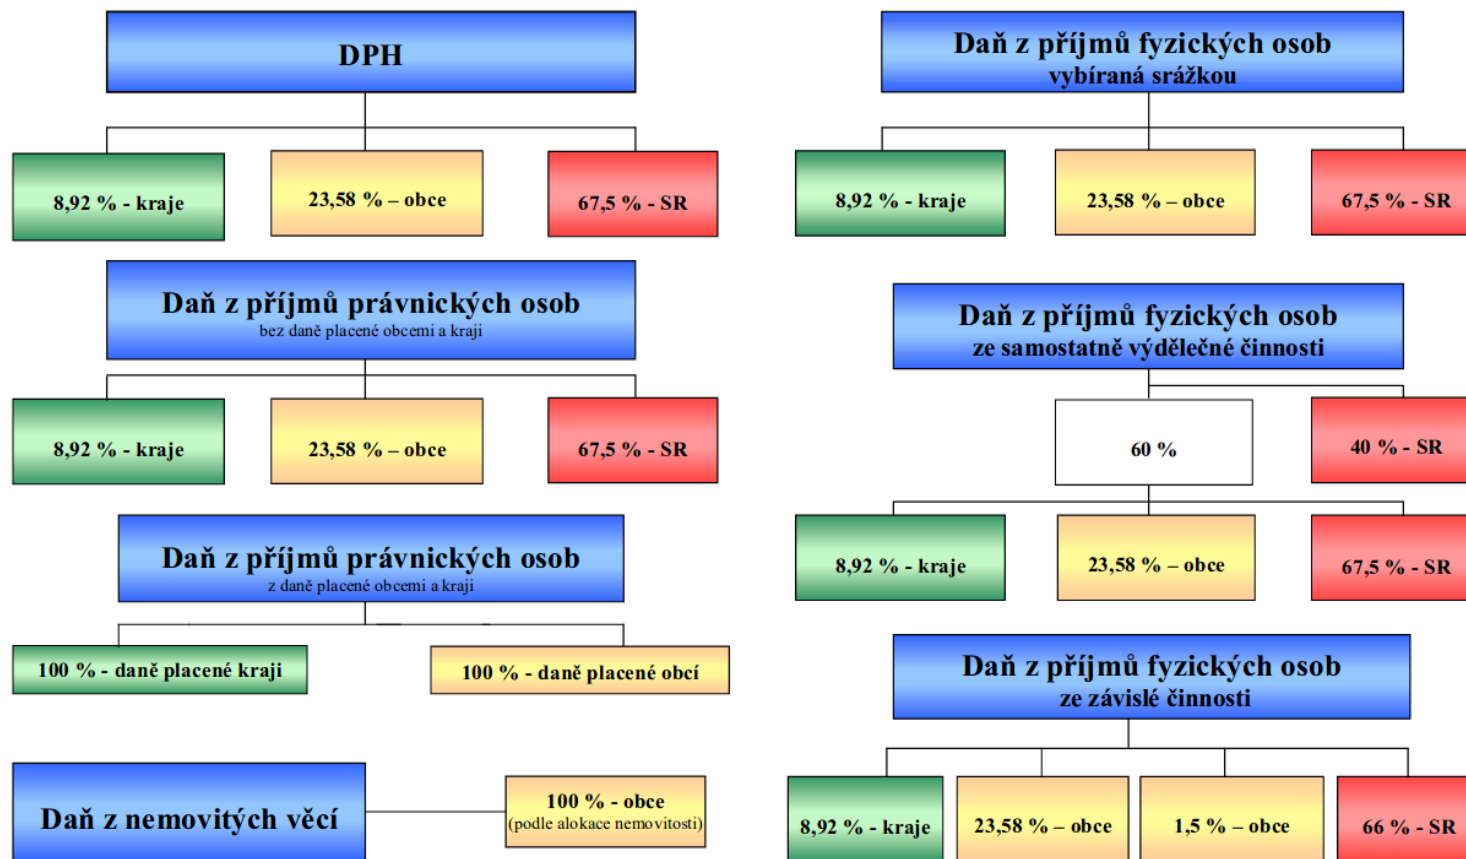 DPH
8,92 % - kraje
23,58 % – obce
67,5 % - SR
Daň z příjmů právnických osob
bez daně placené obcemi a kraji
8,92 % - kraje
23,58 % – obce
67,5 % - SR
Daň z příjmů právnických osob
z daně placené obcemi a kraji
100 % - daně placené kraji
100 % - daně placené obcí
Daň z nemovitých věcí
100 % - obce
(podle alokace nemovitosti)
Daň z příjmů fyzických osob
vybíraná srážkou
8,92 % - kraje
23,58 % – obce
67,5 % - SR
Daň z příjmů fyzických osob
ze samostatně výdělečné činnosti
60 %
40 % - SR
8,92 % - kraje
23,58 % – obce
67,5 % - SR
Daň z příjmů fyzických osob
ze závislé činnosti
8,92 % - kraje
23,58 % – obce
1,5 % – obce
66 % - SR